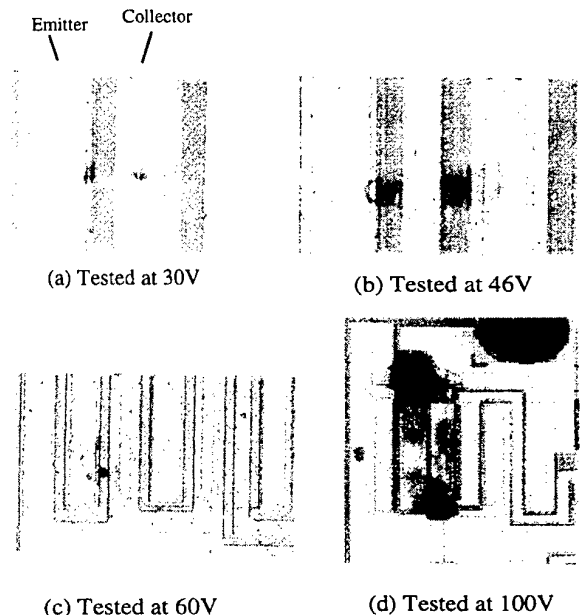 Emitter
Collector
(a) Tested at 30V
(b) Tested at 46V
(c) Tested at 60V
(d) Tested at 100V